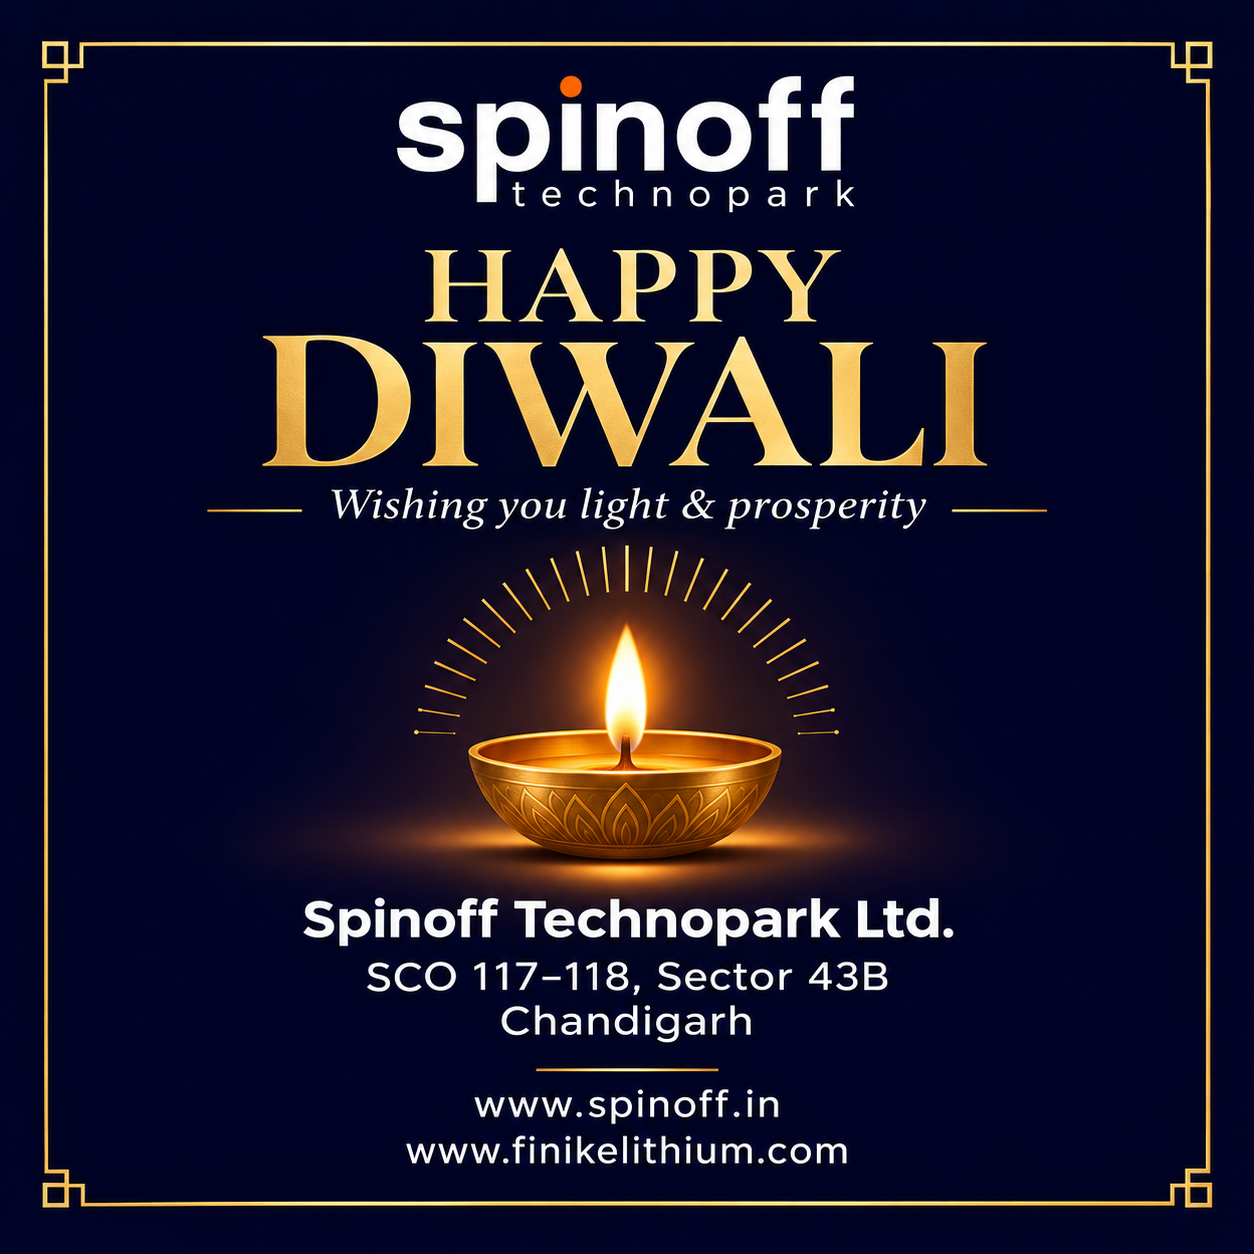 spinoff
technopark
HAPPY
DIWALI
Wishing you light & prosperity
Spinoff Technopark Ltd.
SCO 117–118, Sector 43B
Chandigarh
www.spinoff.in
www.finikelithium.com